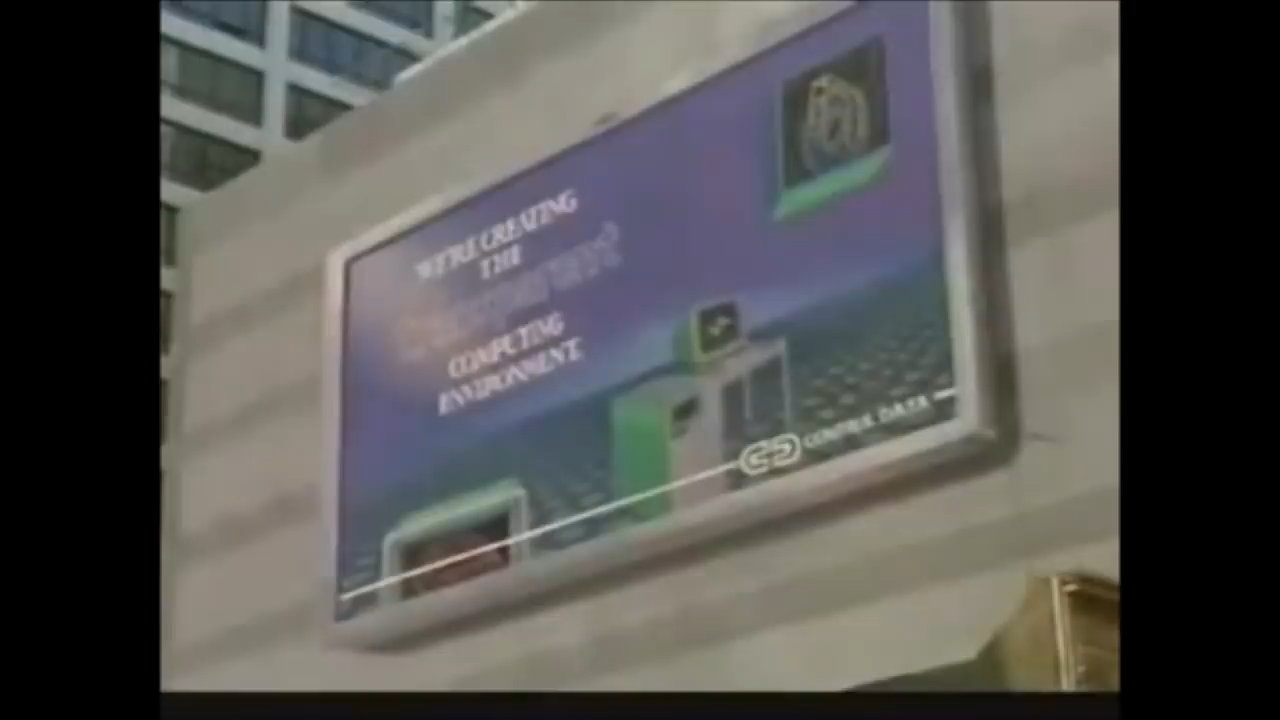 WE'RE CREATING
THE
COMPUTING
ENVIRONMENT.
CONTROL DATA